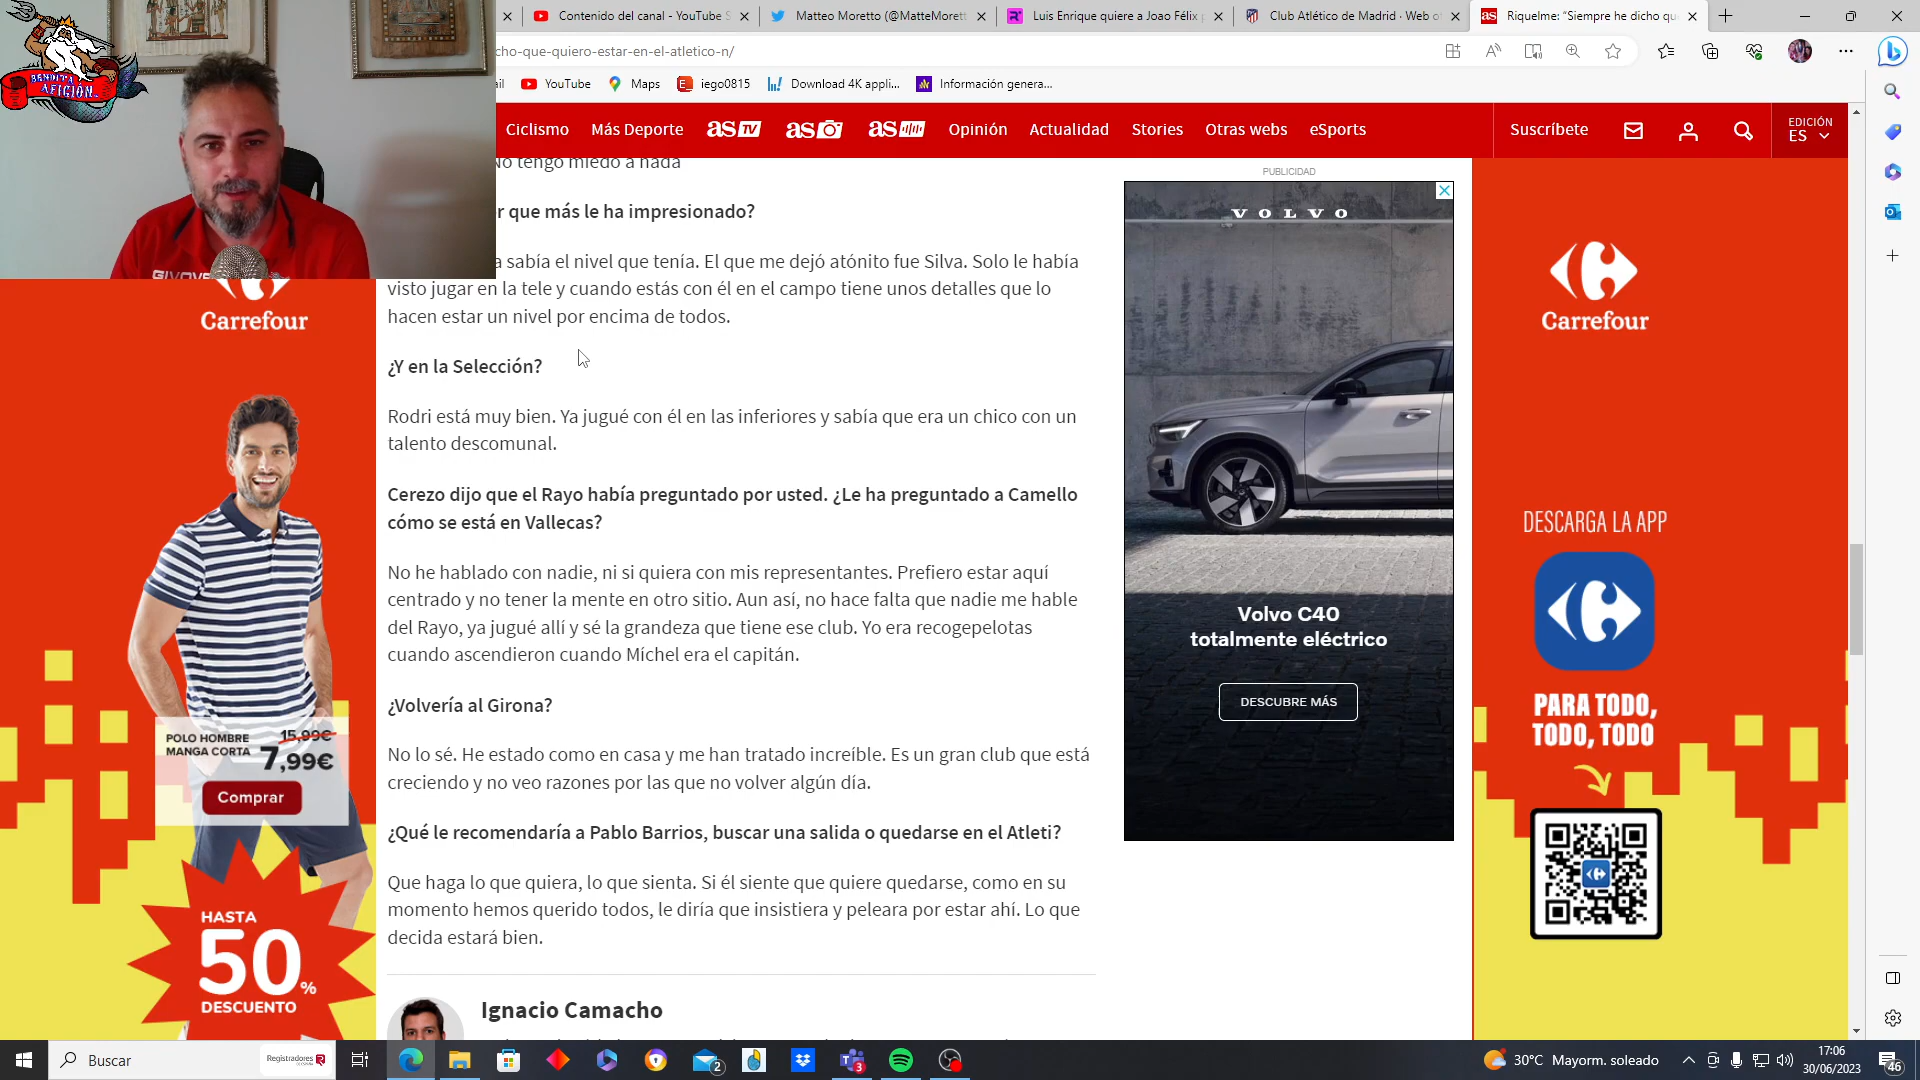 Contenido del canal - YouTube S
Matteo Moretto (@MatteMorett
Luis Enrique quiere a Joao Félix p
Club Atlético de Madrid · Web of
Riquelme: “Siempre he dicho qu
cho-que-quiero-estar-en-el-atletico-n/
YouTube
Maps
iego0815
Download 4K appli...
Información genera...
BENDITA
AFICIÓN
GIVOVA
Ciclismo
Más Deporte
as TV
as
as
Opinión
Actualidad
Stories
Otras webs
eSports
Suscríbete
EDICIÓN
ES
No tengo miedo a nada
r que más le ha impresionado?
a sabía el nivel que tenía. El que me dejó atónito fue Silva. Solo le había
visto jugar en la tele y cuando estás con él en el campo tiene unos detalles que lo
hacen estar un nivel por encima de todos.
¿Y en la Selección?
Rodri está muy bien. Ya jugué con él en las inferiores y sabía que era un chico con un
talento descomunal.
Cerezo dijo que el Rayo había preguntado por usted. ¿Le ha preguntado a Camello
cómo se está en Vallecas?
No he hablado con nadie, ni si quiera con mis representantes. Prefiero estar aquí
centrado y no tener la mente en otro sitio. Aun así, no hace falta que nadie me hable
del Rayo, ya jugué allí y sé la grandeza que tiene ese club. Yo era recogepelotas
cuando ascendieron cuando Míchel era el capitán.
¿Volvería al Girona?
No lo sé. He estado como en casa y me han tratado increíble. Es un gran club que está
creciendo y no veo razones por las que no volver algún día.
¿Qué le recomendaría a Pablo Barrios, buscar una salida o quedarse en el Atleti?
Que haga lo que quiera, lo que sienta. Si él siente que quiere quedarse, como en su
momento hemos querido todos, le diría que insistiera y peleara por estar ahí. Lo que
decida estará bien.
Ignacio Camacho
Carrefour
POLO HOMBRE
MANGA CORTA
15,99€
7,99€
Comprar
HASTA
50%
DESCUENTO
PUBLICIDAD
VOLVO
Volvo C40
totalmente eléctrico
DESCUBRE MÁS
Carrefour
DESCARGA LA APP
PARA TODO,
TODO, TODO
Buscar
Registradores
2
3
30°C Mayorm. soleado
17:06
30/06/2023
46